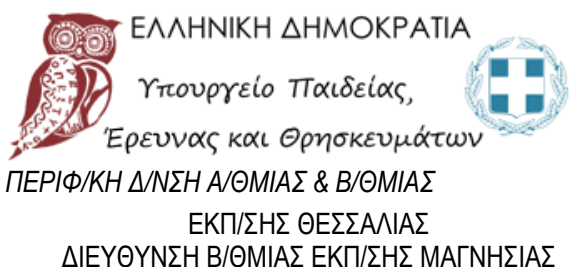 ΕΛΛΗΝΙΚΗ ΔΗΜΟΚΡΑΤΙΑ
Υπουργείο Παιδείας,
Έρευνας και Θρησκευμάτων
ΠΕΡΙΦ/ΚΗ Δ/ΝΣΗ Α/ΘΜΙΑΣ & Β/ΘΜΙΑΣ
ΕΚΠ/ΣΗΣ ΘΕΣΣΑΛΙΑΣ
ΔΙΕΥΘΥΝΣΗ Β/ΘΜΙΑΣ ΕΚΠ/ΣΗΣ ΜΑΓΝΗΣΙΑΣ